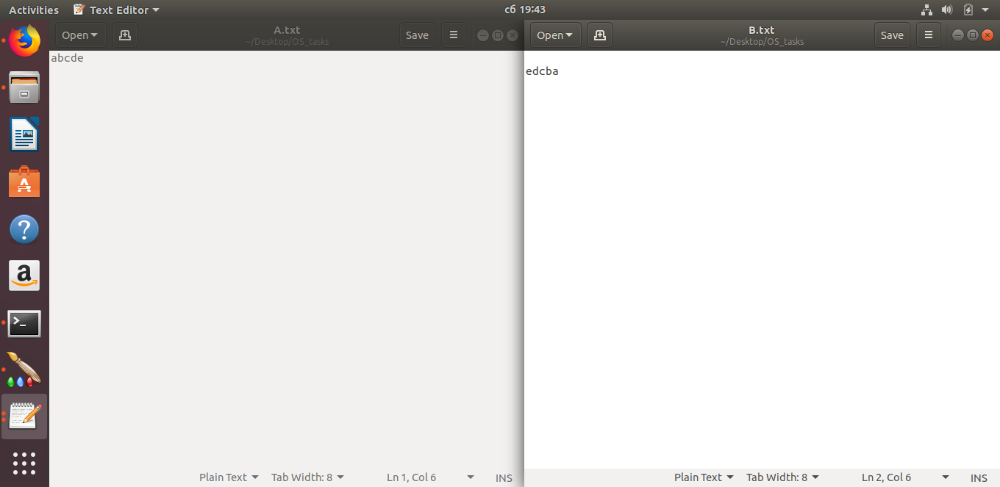 Activities Text Editor сб 19:43
Open A.txt Save
~/Desktop/OS_tasks
abcde
Plain Text Tab Width: 8 Ln 1, Col 6 INS
Open B.txt Save
~/Desktop/OS_tasks
edcba
Plain Text Tab Width: 8 Ln 2, Col 6 INS